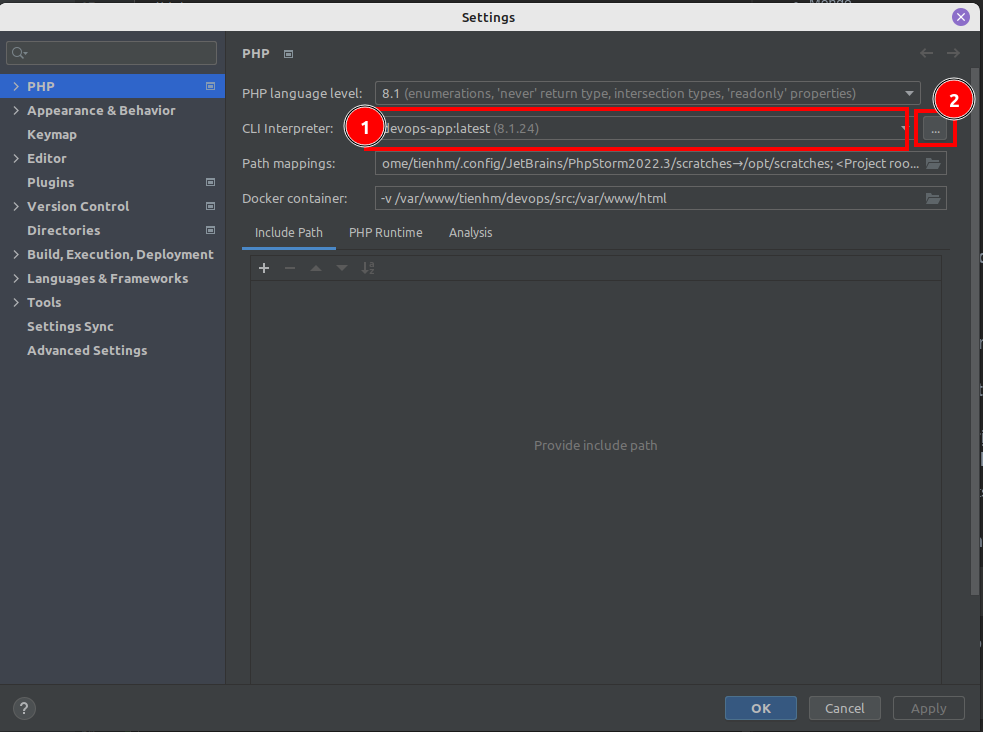 Settings
PHP
PHP
Appearance & Behavior
Keymap
Editor
Plugins
Version Control
Directories
Build, Execution, Deployment
Languages & Frameworks
Tools
Settings Sync
Advanced Settings
PHP language level:
8.1 (enumerations, 'never' return type, intersection types, 'readonly' properties)
2
CLI Interpreter:
1
devops-app:latest (8.1.24)
...
Path mappings:
ome/tienhm/.config/JetBrains/PhpStorm2022.3/scratches→/opt/scratches; <Project roo...
Docker container:
-v /var/www/tienhm/devops/src:/var/www/html
Include Path
PHP Runtime
Analysis
Provide include path
?
OK
Cancel
Apply